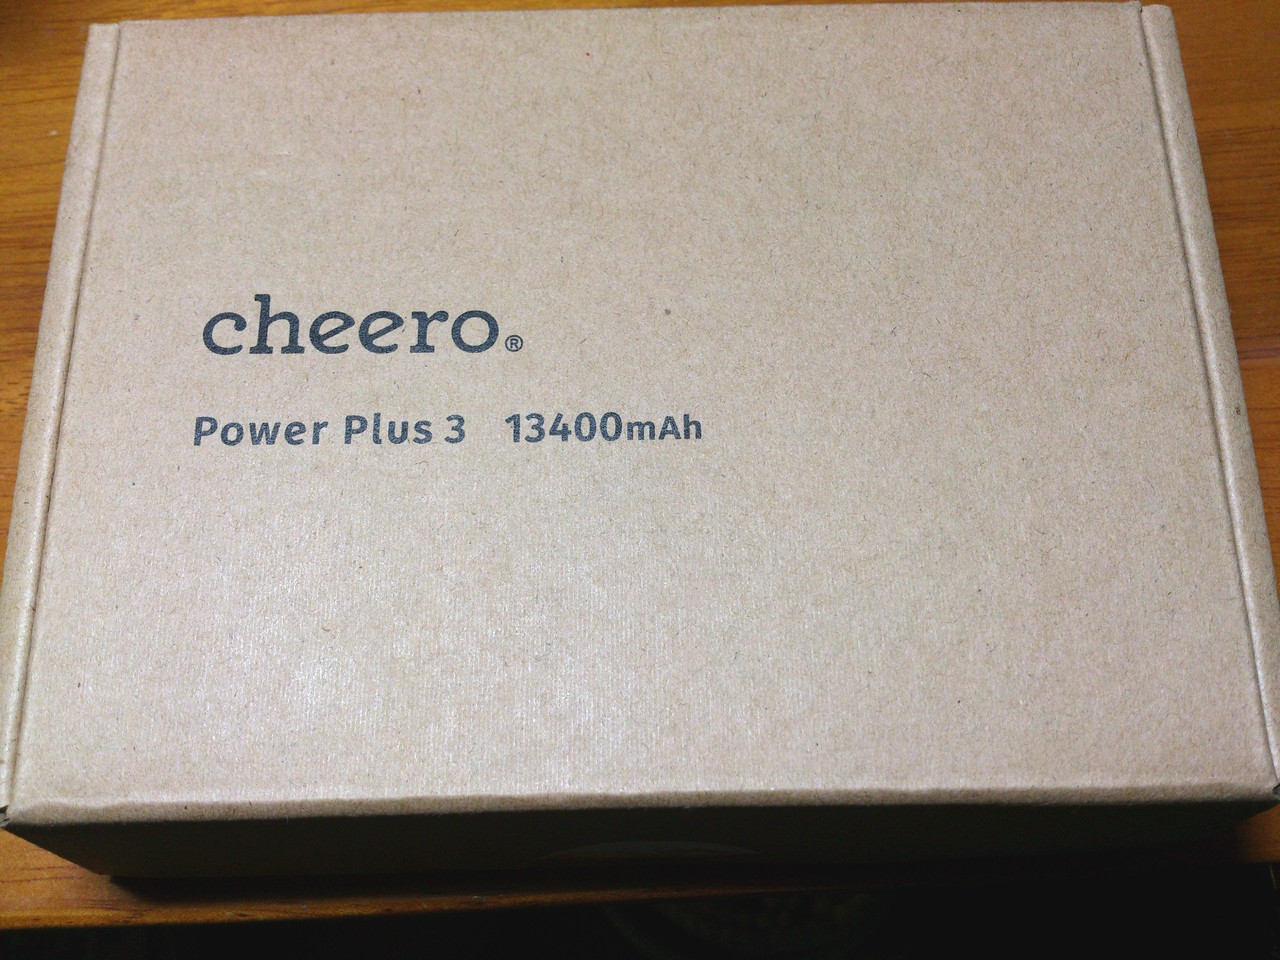 cheero®
Power Plus 3 13400mAh